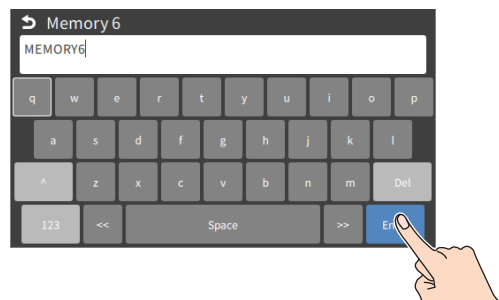 Memory 6
MEMORY6
q w e r t y u i o p
a s d f g h j k l
^ z x c v b n m Del
123 << Space >>